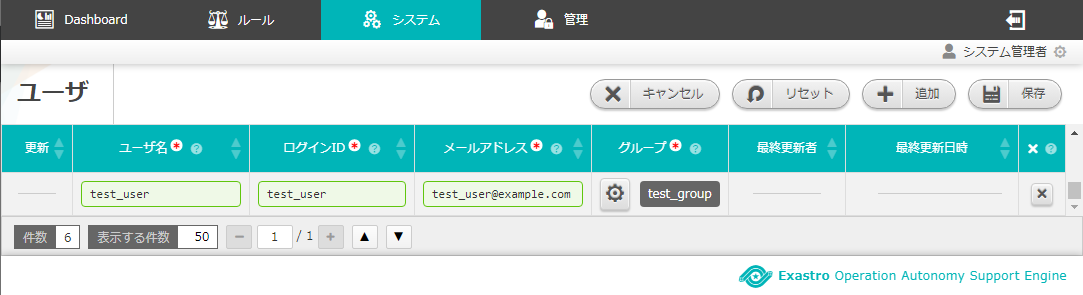 Dashboard ルール システム 管理
システム管理者
ユーザ キャンセル リセット 追加 保存
更新 ユーザ名 * ? ログインID * ? メールアドレス * ? グループ * ? 最終更新者 最終更新日時 × ?
test_user test_user test_user@example.com test_group ×
件数 6 表示する件数 50 − 1 / 1 + ▲ ▼
Exastro Operation Autonomy Support Engine